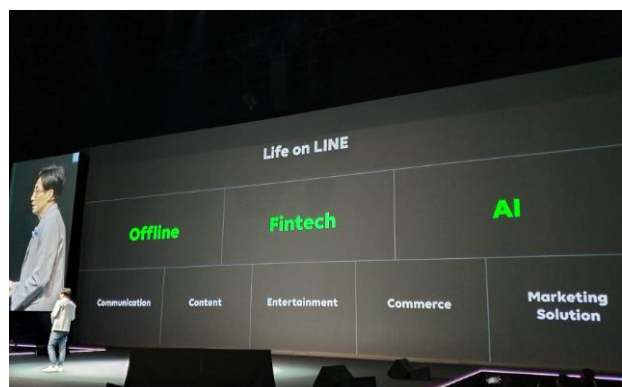 Life on LINE
Offline
Fintech
AI
Communication
Content
Entertainment
Commerce
Marketing
Solution